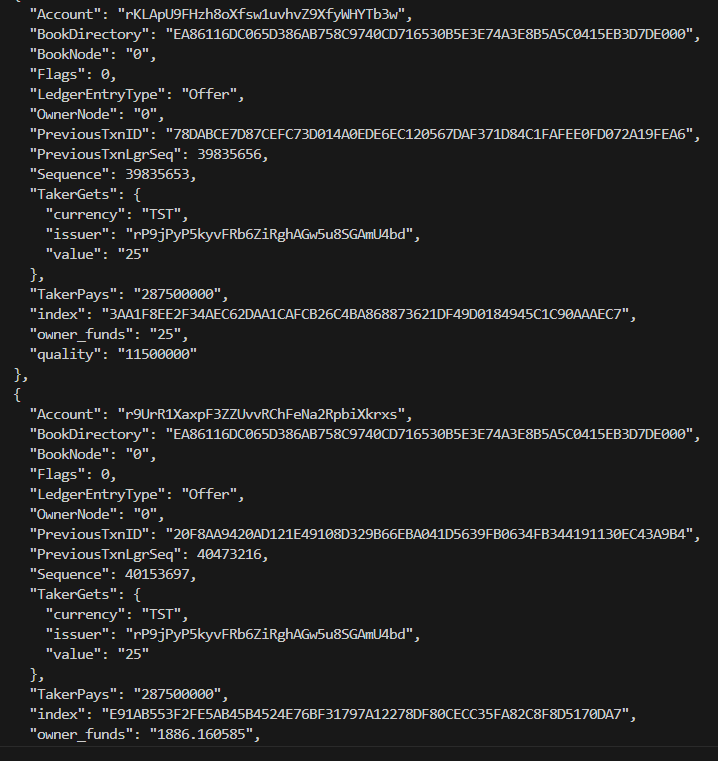 "Account": "rKLApU9FHzh8oXfsw1uvhvZ9XfyWHYTb3w",
"BookDirectory": "EA86116DC065D386AB758C9740CD716530B5E3E74A3E8B5A5C0415EB3D7DE000",
"BookNode": "0",
"Flags": 0,
"LedgerEntryType": "Offer",
"OwnerNode": "0",
"PreviousTxnID": "78DABCE7D87CEFC73D014A0EDE6EC120567DAF371D84C1FAFEE0FD072A19FEA6",
"PreviousTxnLgrSeq": 39835656,
"Sequence": 39835653,
"TakerGets": {
"currency": "TST",
"issuer": "rP9jPyP5kyvFRb6ZiRghAGw5u8SGAmU4bd",
"value": "25"
},
"TakerPays": "287500000",
"index": "3AA1F8EE2F34AEC62DAA1CAFCB26C4BA868873621DF49D0184945C1C90AAAEC7",
"owner_funds": "25",
"quality": "11500000"
},
{
"Account": "r9UrR1XaxpF3ZZUvvRChFeNa2RpbiXkrxs",
"BookDirectory": "EA86116DC065D386AB758C9740CD716530B5E3E74A3E8B5A5C0415EB3D7DE000",
"BookNode": "0",
"Flags": 0,
"LedgerEntryType": "Offer",
"OwnerNode": "0",
"PreviousTxnID": "20F8AA9420AD121E49108D329B66EBA041D5639FB0634FB344191130EC43A9B4",
"PreviousTxnLgrSeq": 40473216,
"Sequence": 40153697,
"TakerGets": {
"currency": "TST",
"issuer": "rP9jPyP5kyvFRb6ZiRghAGw5u8SGAmU4bd",
"value": "25"
},
"TakerPays": "287500000",
"index": "E91AB553F2FE5AB45B4524E76BF31797A12278DF80CECC35FA82C8F8D5170DA7",
"owner_funds": "1886.160585",